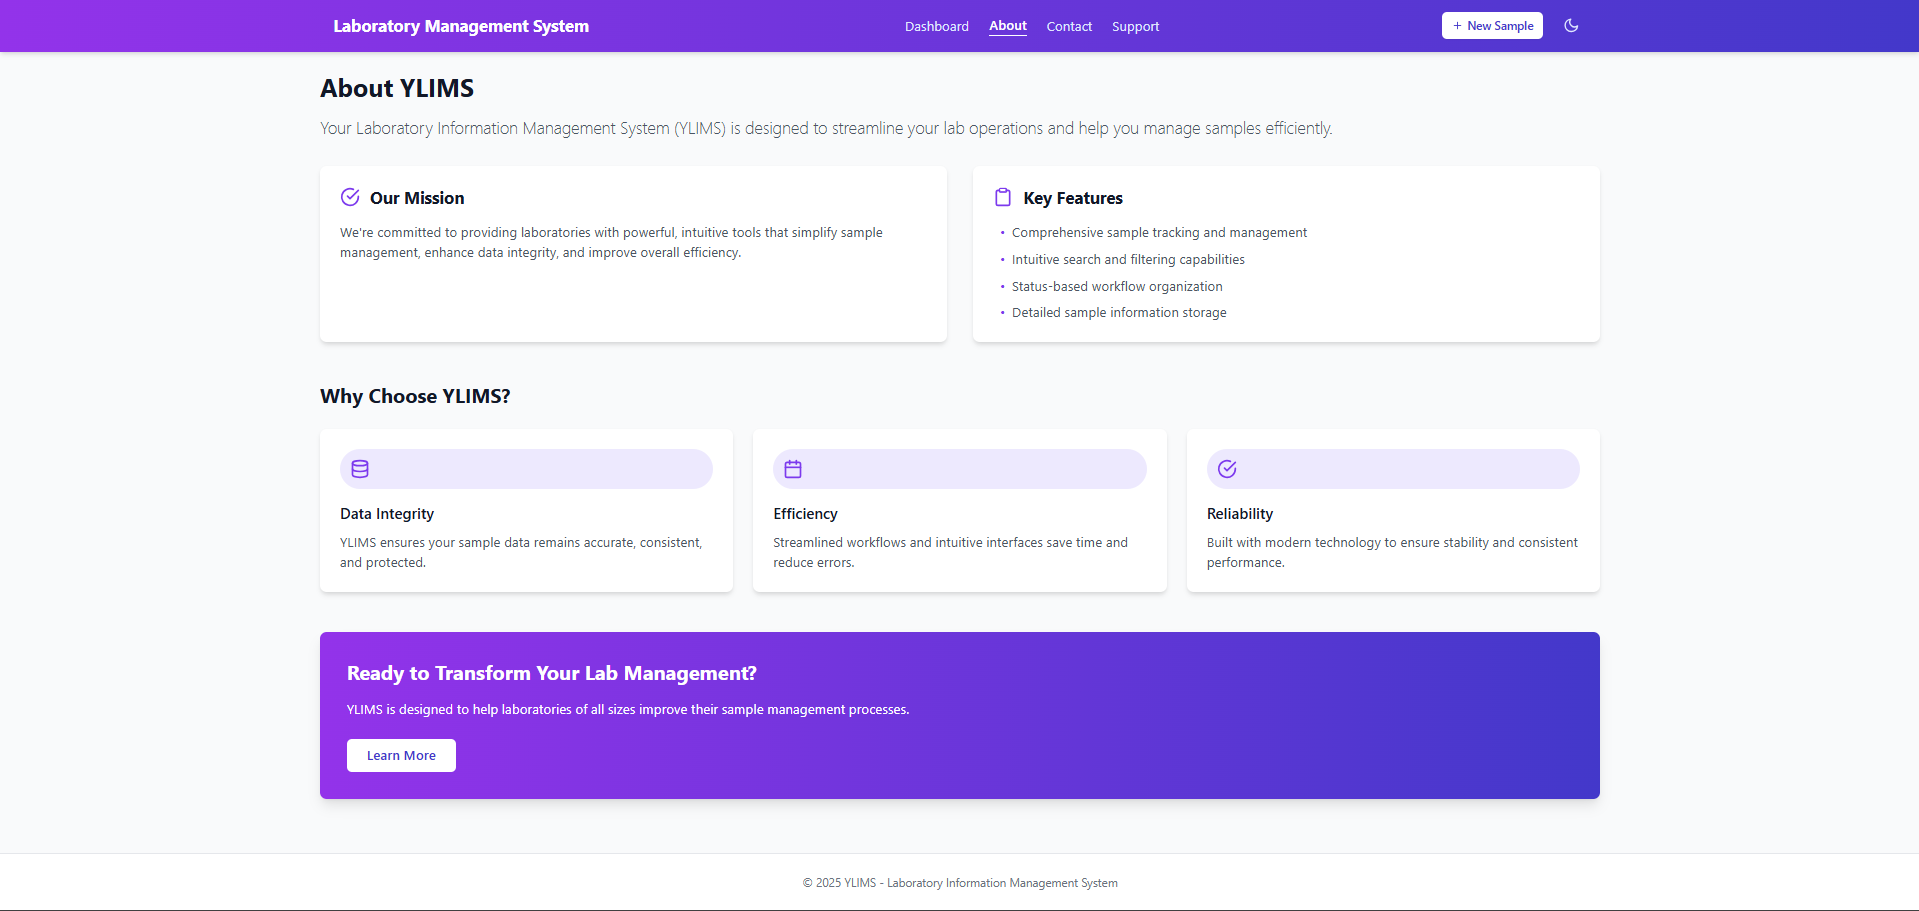 Laboratory Management System
Dashboard
About
Contact
Support
+ New Sample
About YLIMS
Your Laboratory Information Management System (YLIMS) is designed to streamline your lab operations and help you manage samples efficiently.
Our Mission
We're committed to providing laboratories with powerful, intuitive tools that simplify sample
management, enhance data integrity, and improve overall efficiency.
Key Features
• Comprehensive sample tracking and management
• Intuitive search and filtering capabilities
• Status-based workflow organization
• Detailed sample information storage
Why Choose YLIMS?
Data Integrity
YLIMS ensures your sample data remains accurate, consistent,
and protected.
Efficiency
Streamlined workflows and intuitive interfaces save time and
reduce errors.
Reliability
Built with modern technology to ensure stability and consistent
performance.
Ready to Transform Your Lab Management?
YLIMS is designed to help laboratories of all sizes improve their sample management processes.
Learn More
© 2025 YLIMS - Laboratory Information Management System